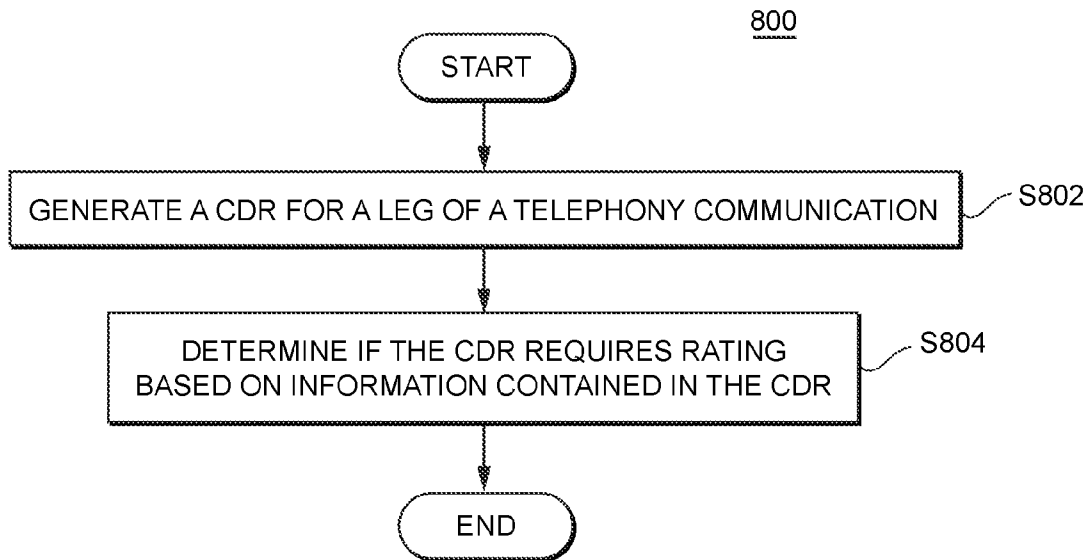 800
START
GENERATE A CDR FOR A LEG OF A TELEPHONY COMMUNICATION
S802
DETERMINE IF THE CDR REQUIRES RATING
BASED ON INFORMATION CONTAINED IN THE CDR
S804
END